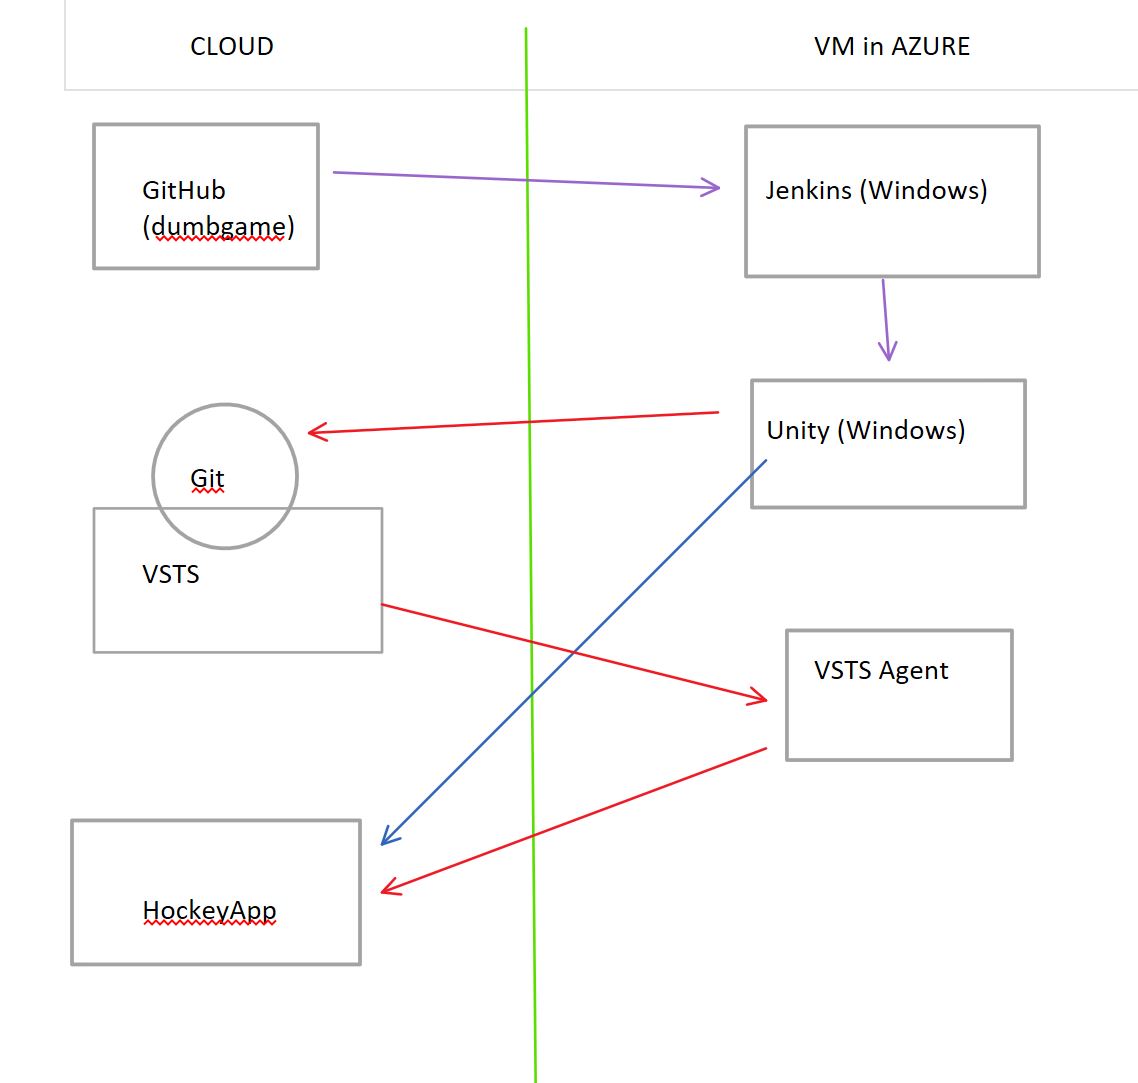 CLOUD
VM in AZURE
GitHub
(dumbgame)
Jenkins (Windows)
Unity (Windows)
Git
VSTS
VSTS Agent
HockeyApp